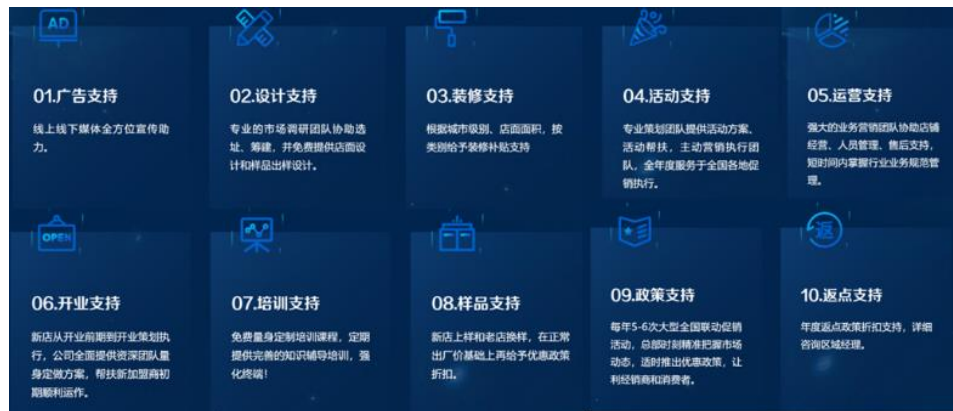 AD
01.广告支持
线上线下媒体全方位宣传助
力。
02.设计支持
专业的市场调研团队协助选
址、筹建，并免费提供店面设
计和样品出样设计。
03.装修支持
根据城市级别、店面面积，按
类别给予装修补贴支持
04.活动支持
专业策划团队提供活动方案、
活动帮扶，主动营销执行团
队，全年度服务于全国各地促
销执行。
05.运营支持
强大的业务营销团队协助店铺
经营、人员管理、售后支持，
短时间内掌握行业业务规范管
理。
OPEN
06.开业支持
新店从开业前期到开业策划执
行，公司全面提供资深团队量
身定做方案，帮扶新加盟商初
期顺利运作。
07.培训支持
免费量身定制培训课程，定期
提供完善的知识辅导培训，强
化终端！
08.样品支持
新店上样和老店换样，在正常
出厂价基础上再给予优惠政策
折扣。
09.政策支持
每年5-6次大型全国联动促销
活动，总部时刻精准把握市场
动态，适时推出优惠政策，让
利经销商和消费者。
返
10.返点支持
年度返点政策折扣支持，详细
咨询区域经理。